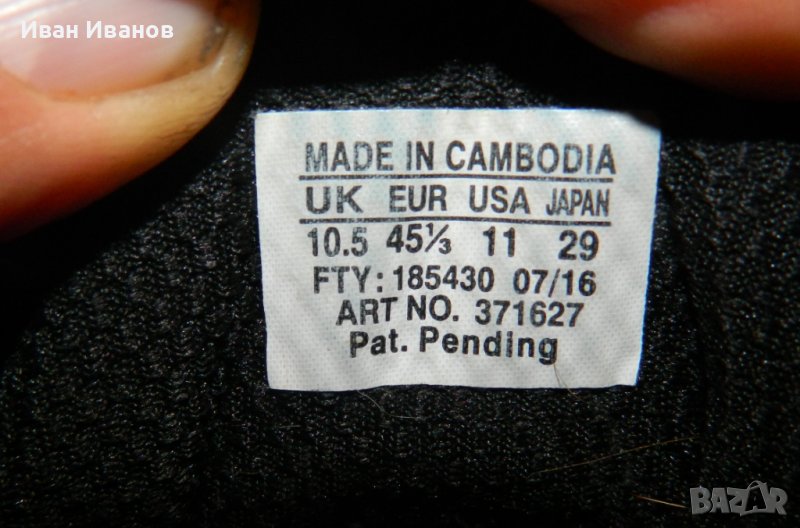 Иван Иванов
MADE IN CAMBODIA
UK EUR USA JAPAN
10.5 45⅓ 11 29
FTY: 185430 07/16
ART NO. 371627
Pat. Pending
BAZAR